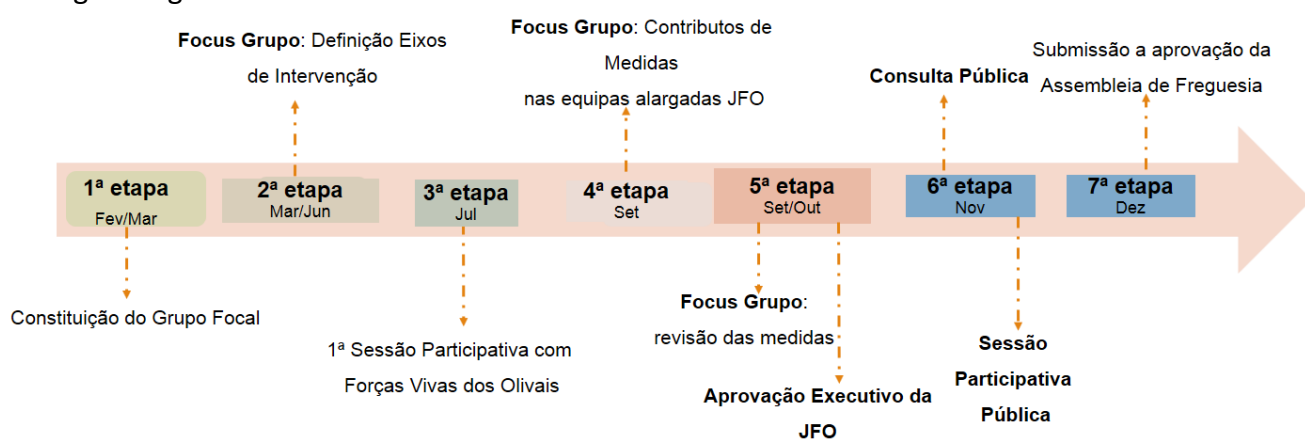 Focus Grupo: Definição Eixos
de Intervenção
Focus Grupo: Contributos de
Medidas
nas equipas alargadas JFO
Consulta Pública
Submissão a aprovação da
Assembleia de Freguesia
1ª etapa
Fev/Mar
2ª etapa
Mar/Jun
3ª etapa
Jul
4ª etapa
Set
5ª etapa
Set/Out
6ª etapa
Nov
7ª etapa
Dez
Constituição do Grupo Focal
1ª Sessão Participativa com
Forças Vivas dos Olivais
Focus Grupo:
revisão das medidas
Aprovação Executivo da
JFO
Sessão
Participativa
Pública